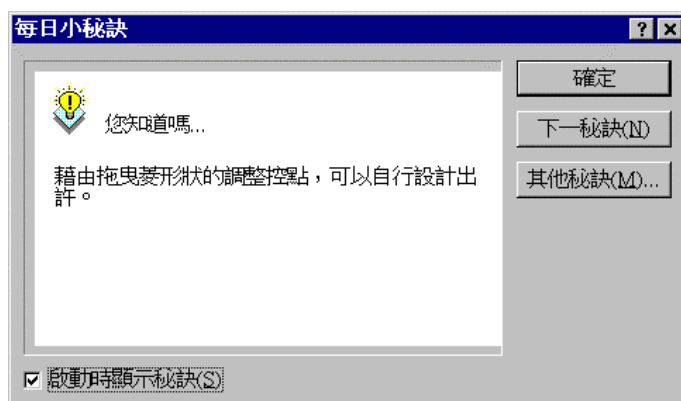 每日小秘訣
您知道嗎...
藉由拖曳菱形狀的調整控點，可以自行設計出
許。
確定
下一秘訣(N)
其他秘訣(M)...
啟動時顯示秘訣(S)